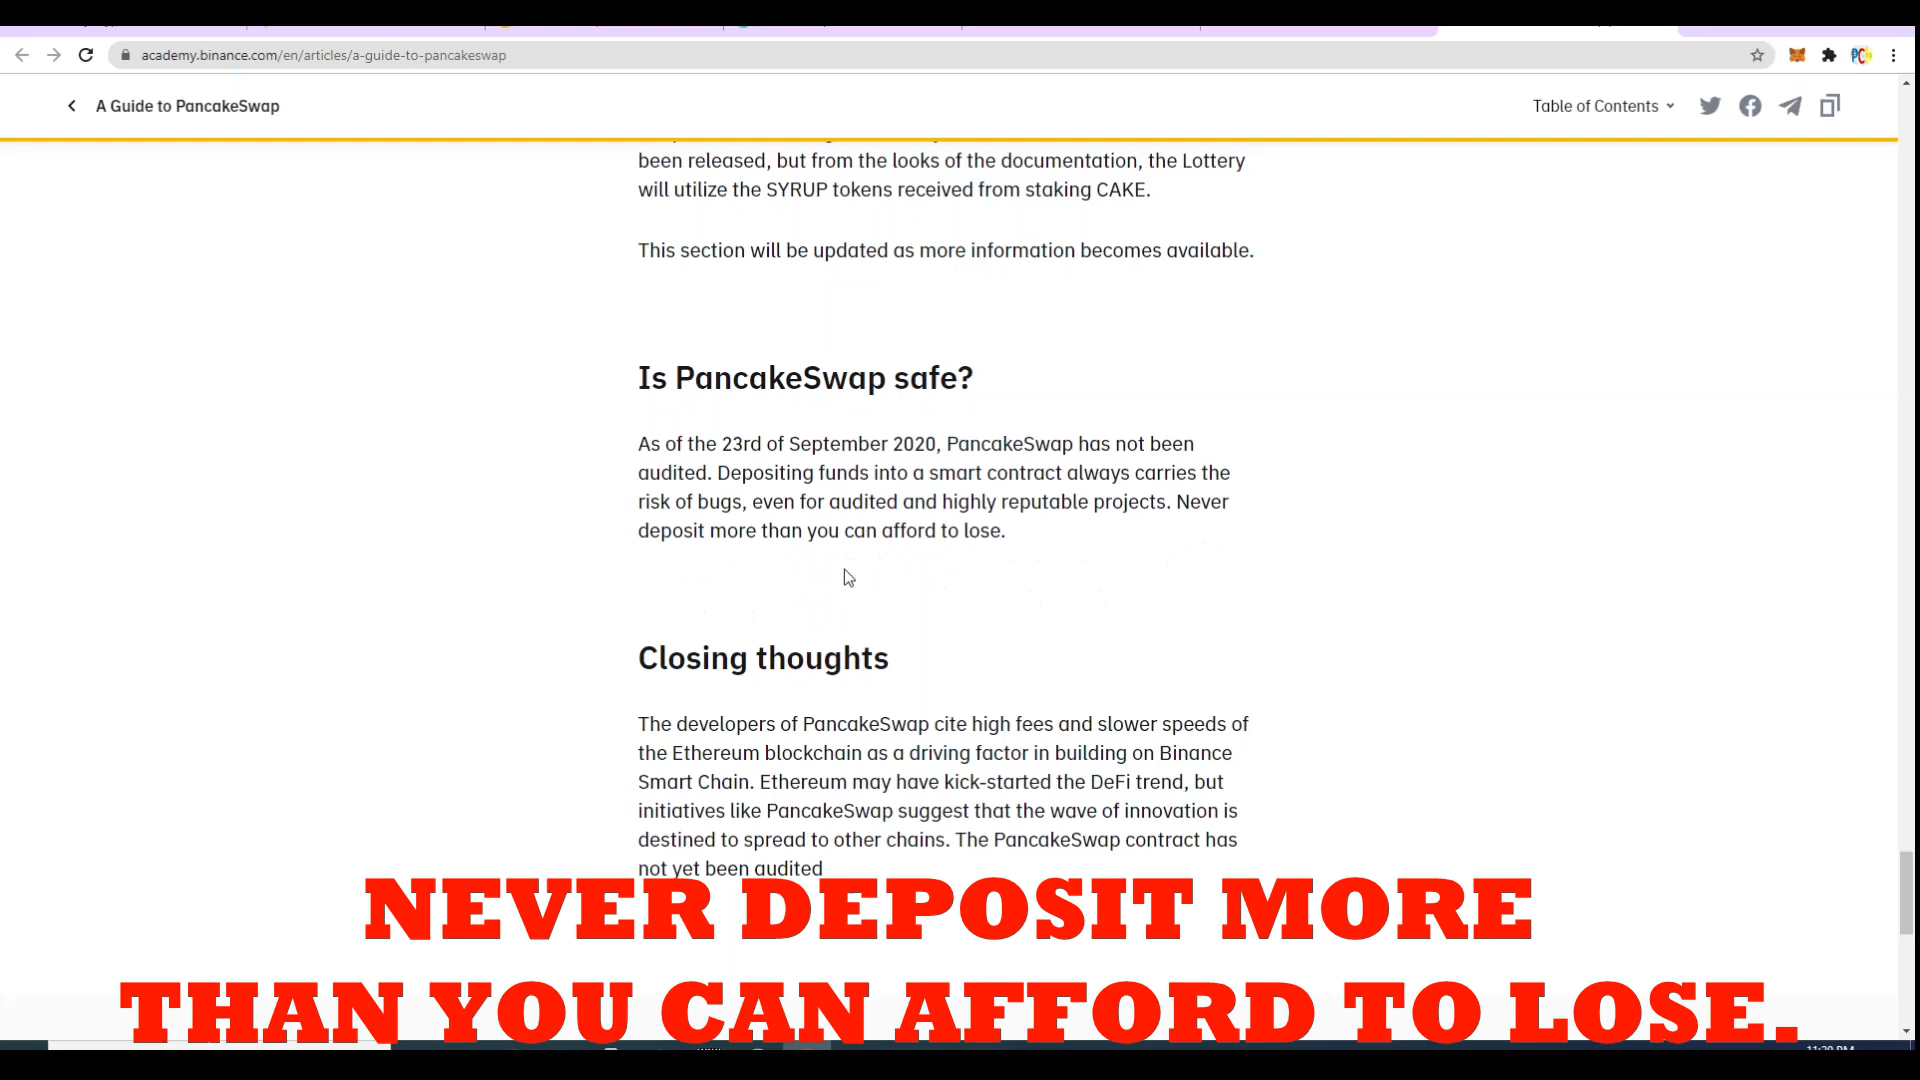 academy.binance.com/en/articles/a-guide-to-pancakeswap
A Guide to PancakeSwap
Table of Contents
been released, but from the looks of the documentation, the Lottery
will utilize the SYRUP tokens received from staking CAKE.
This section will be updated as more information becomes available.
Is PancakeSwap safe?
As of the 23rd of September 2020, PancakeSwap has not been
audited. Depositing funds into a smart contract always carries the
risk of bugs, even for audited and highly reputable projects. Never
deposit more than you can afford to lose.
Closing thoughts
The developers of PancakeSwap cite high fees and slower speeds of
the Ethereum blockchain as a driving factor in building on Binance
Smart Chain. Ethereum may have kick-started the DeFi trend, but
initiatives like PancakeSwap suggest that the wave of innovation is
destined to spread to other chains. The PancakeSwap contract has
not yet been audited
NEVER DEPOSIT MORE
THAN YOU CAN AFFORD TO LOSE.